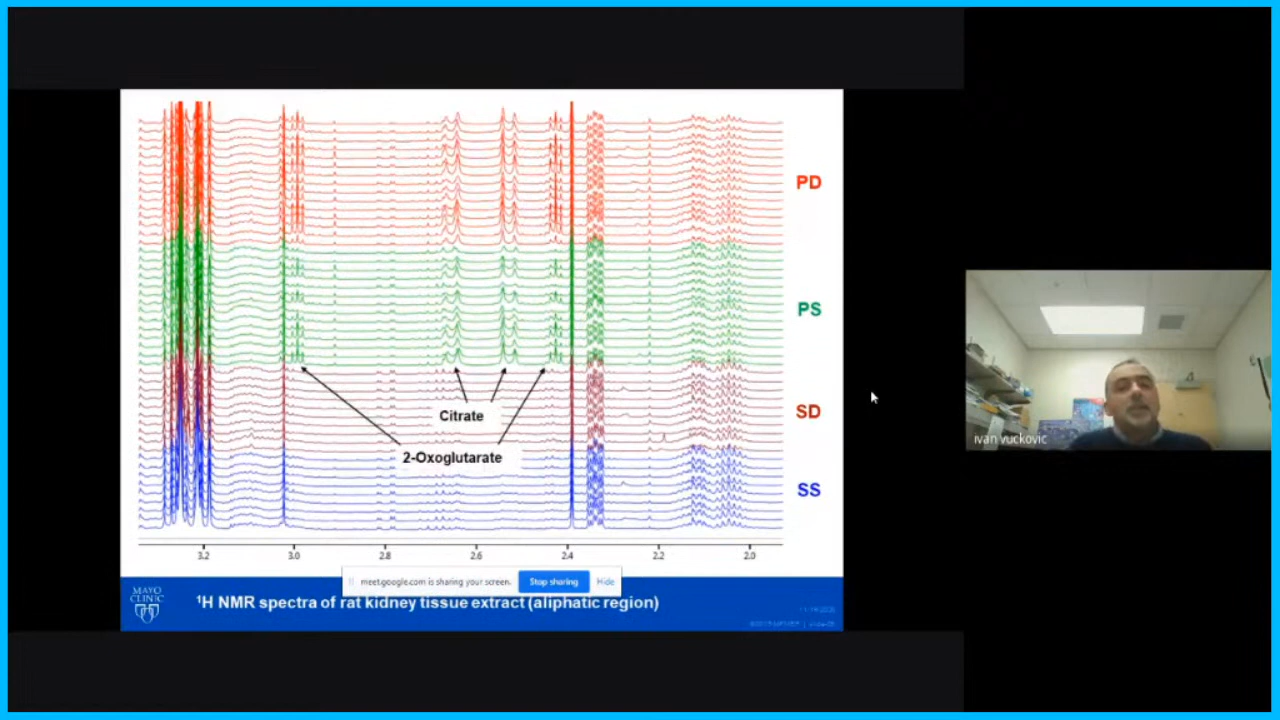 PD
PS
SD
SS
Citrate
2-Oxoglutarate
3.2 3.0 2.8 2.6 2.4 2.2 2.0
meet.google.com is sharing your screen. Stop sharing Hide
MAYO
CLINIC
¹H NMR spectra of rat kidney tissue extract (aliphatic region)
ivan vuckovic